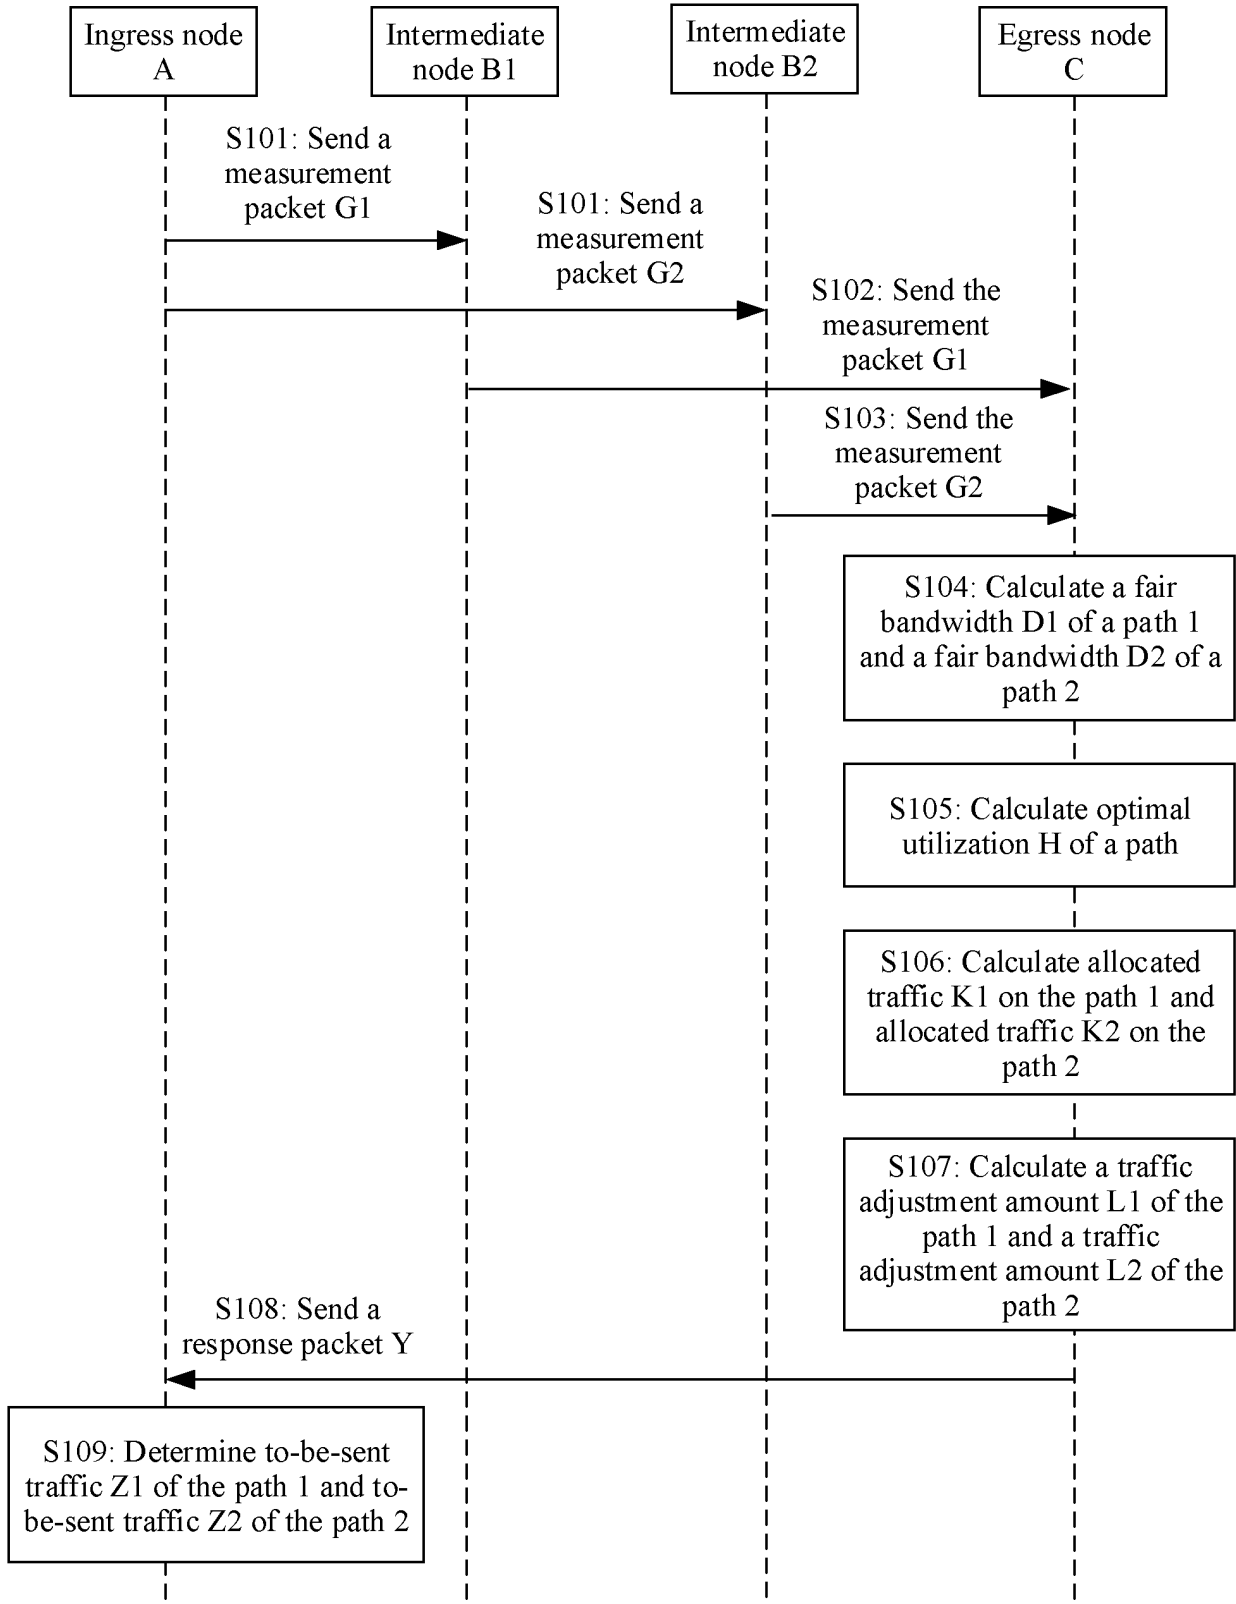 Ingress node
A
Intermediate
node B1
Intermediate
node B2
Egress node
C
S101: Send a
measurement
packet G1
S101: Send a
measurement
packet G2
S102: Send the
measurement
packet G1
S103: Send the
measurement
packet G2
S104: Calculate a fair
bandwidth D1 of a path 1
and a fair bandwidth D2 of a
path 2
S105: Calculate optimal
utilization H of a path
S106: Calculate allocated
traffic K1 on the path 1 and
allocated traffic K2 on the
path 2
S107: Calculate a traffic
adjustment amount L1 of the
path 1 and a traffic
adjustment amount L2 of the
path 2
S108: Send a
response packet Y
S109: Determine to-be-sent
traffic Z1 of the path 1 and to-
be-sent traffic Z2 of the path 2